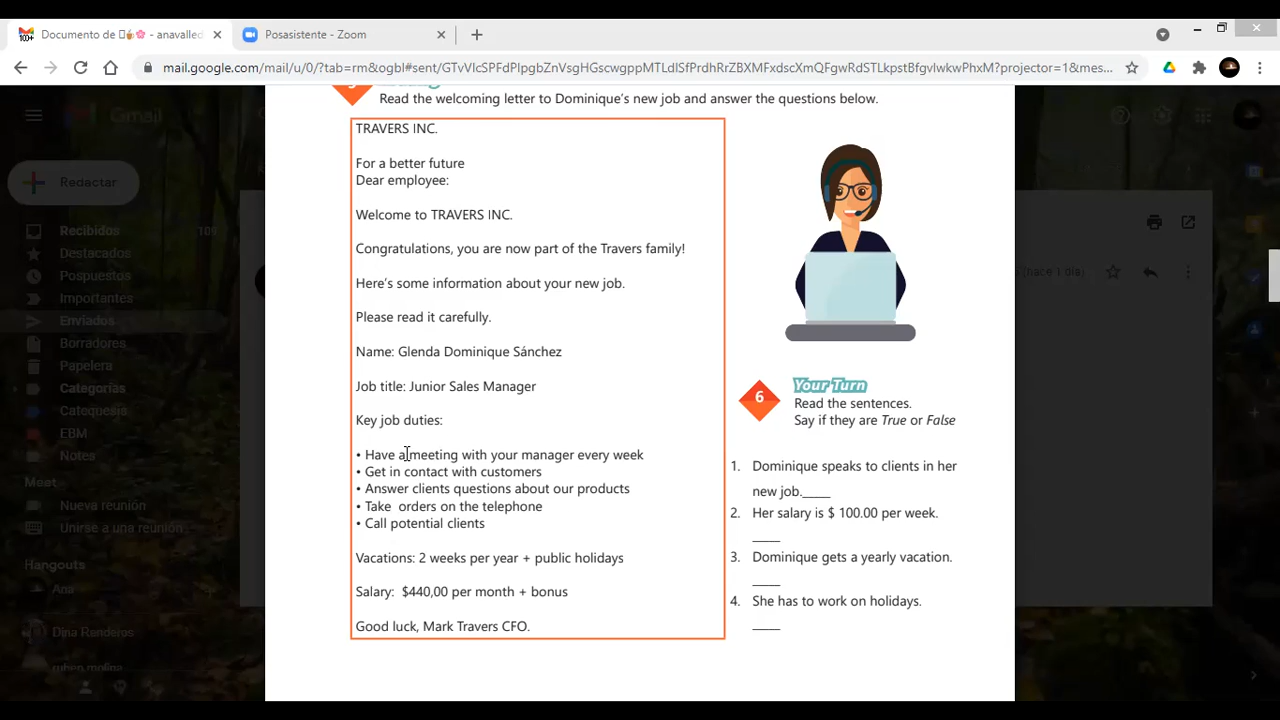 Documento de
- anavalled
Posasistente - Zoom
mail.google.com/mail/u/0/?tab=rm&ogbl#sent/
?projector=1&mes...
Read the welcoming letter to Dominique's new job and answer the questions below.
TRAVERS INC.
For a better future
Dear employee:
Welcome to TRAVERS INC.
Congratulations, you are now part of the Travers family!
Here's some information about your new job.
Please read it carefully.
Name: Glenda Dominique Sánchez
Job title: Junior Sales Manager
Key job duties:
• Have a meeting with your manager every week
• Get in contact with customers
• Answer clients questions about our products
• Take orders on the telephone
• Call potential clients
Vacations: 2 weeks per year + public holidays
Salary: $440,00 per month + bonus
Good luck, Mark Travers CFO.
6
Your Turn
Read the sentences.
Say if they are True or False
1. Dominique speaks to clients in her
new job._____
2. Her salary is $ 100.00 per week.
_____
3. Dominique gets a yearly vacation.
_____
4. She has to work on holidays.
_____
Gmail
Redactar
Recibidos
Destacados
Pospuestos
Importantes
Enviados
Borradores
Papelera
Categorías
Catequesis
EBM
Notes
Meet
Nueva reunión
Unirse a una reunión
Hangouts
Ana
ruben molina
(hace 1 día)